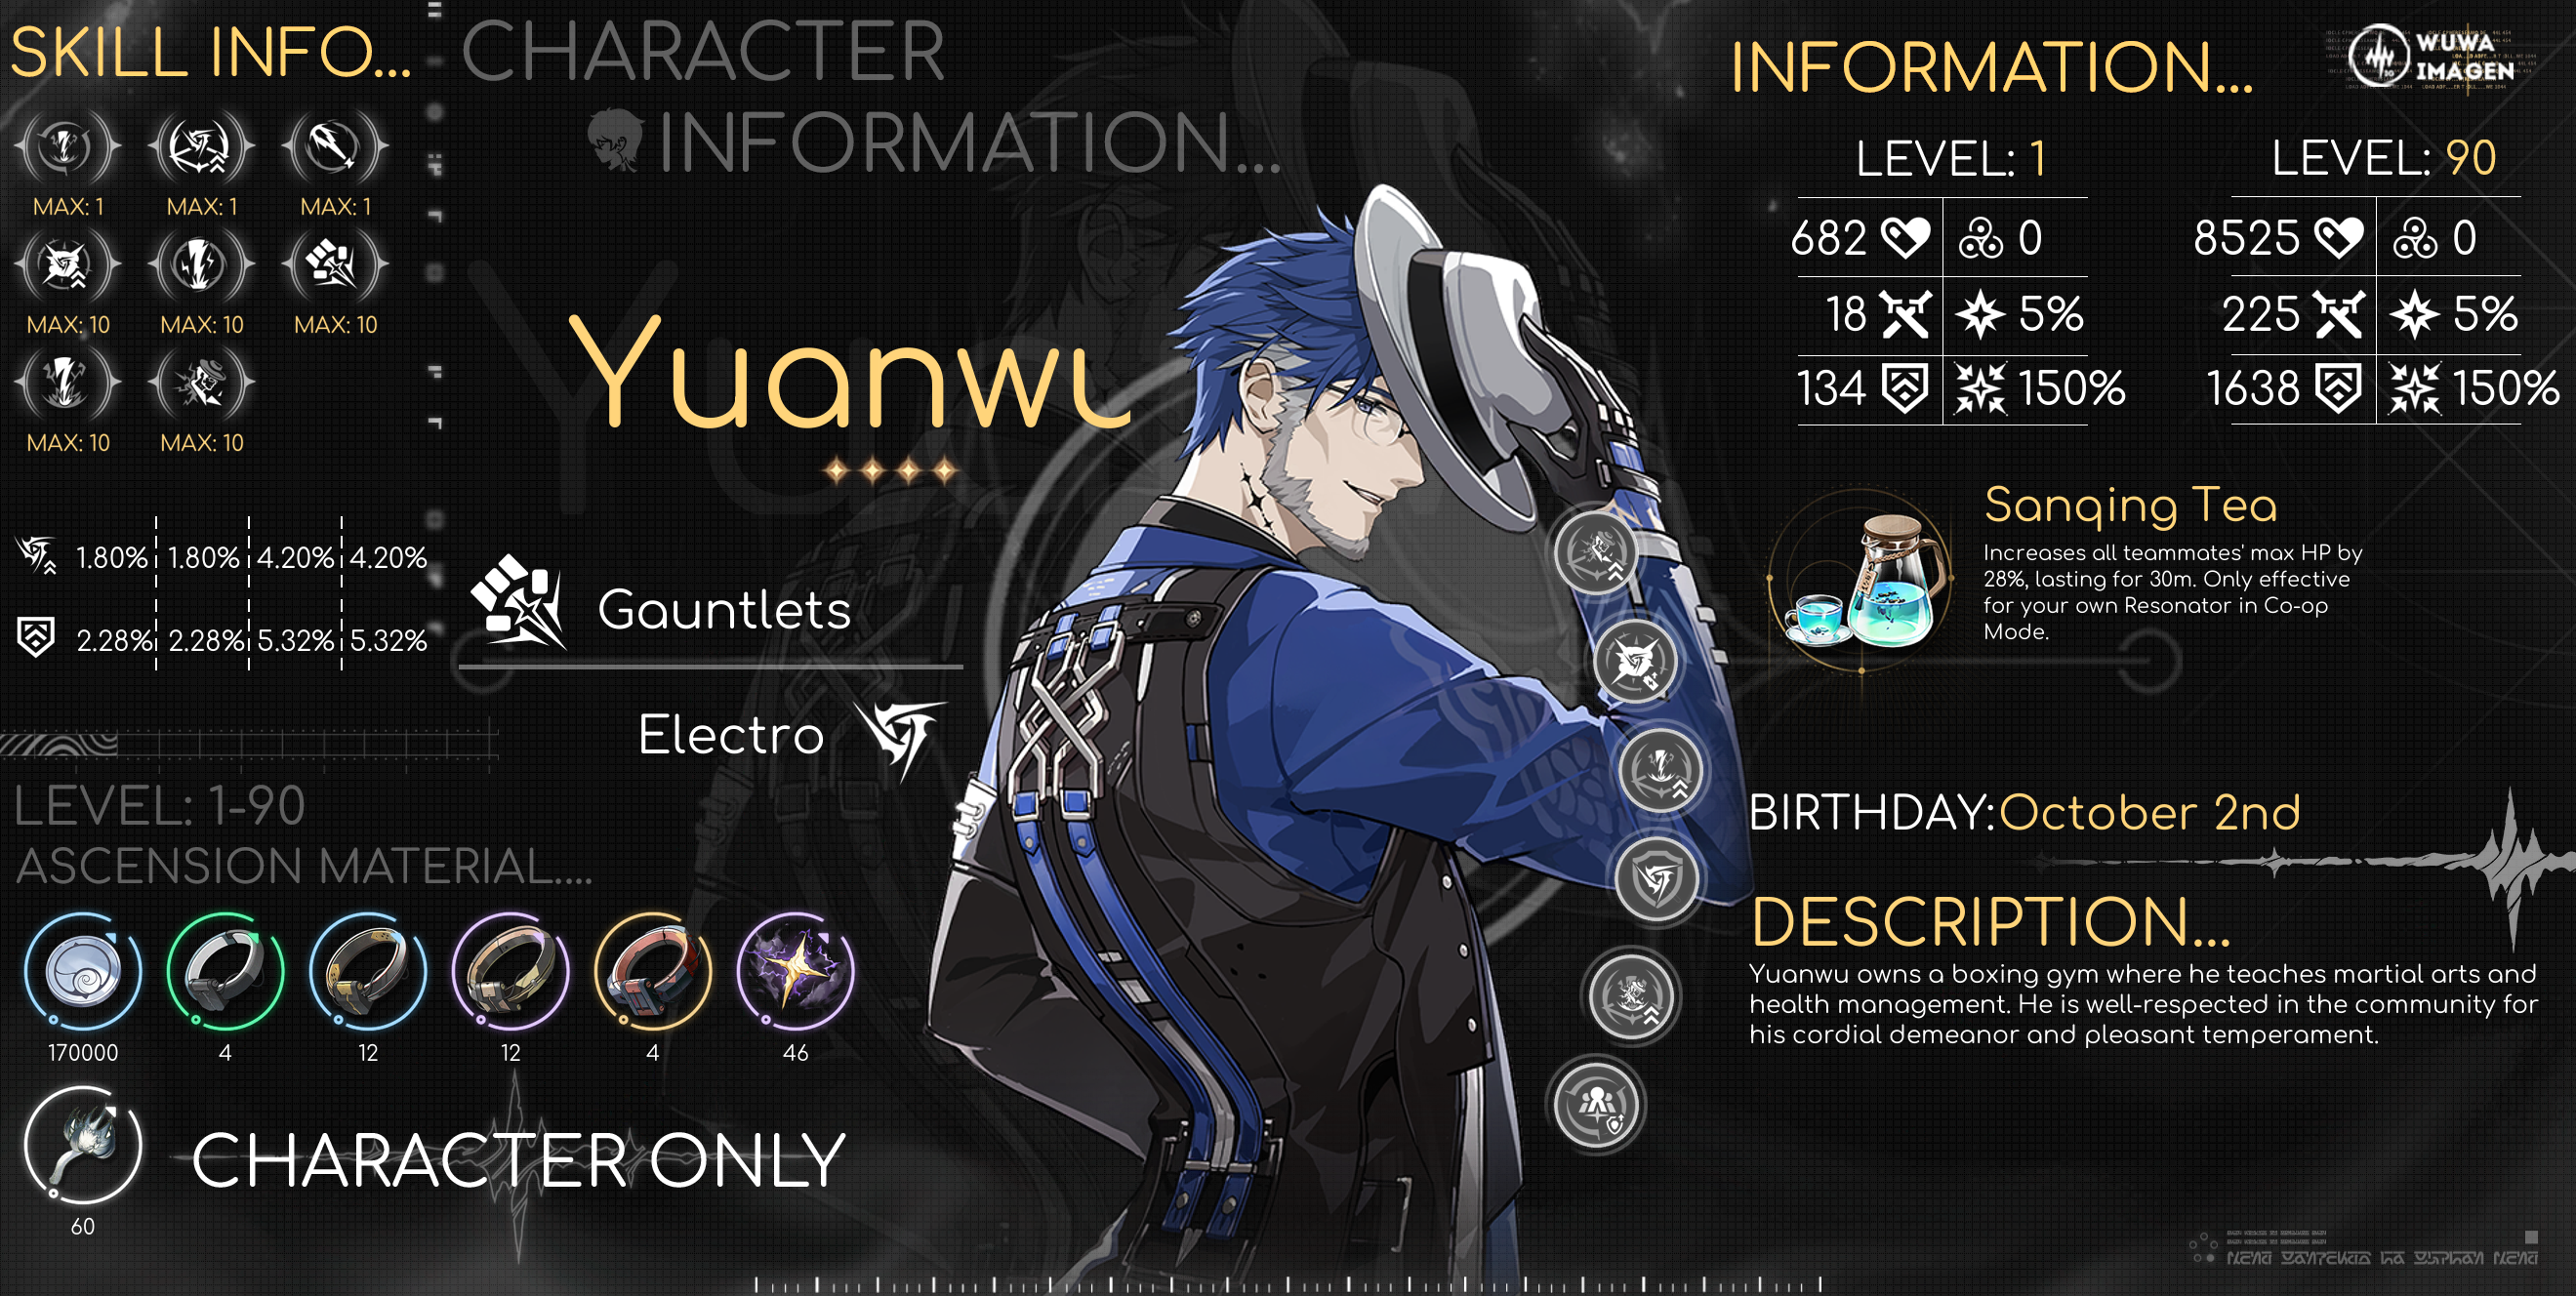 SKILL INFO...
MAX: 1
MAX: 1
MAX: 1
MAX: 10
MAX: 10
MAX: 10
MAX: 10
MAX: 10
1.80% 1.80% 4.20% 4.20%
2.28% 2.28% 5.32% 5.32%
LEVEL: 1-90
ASCENSION MATERIAL....
170000
4
12
12
4
46
60
CHARACTER ONLY
CHARACTER
INFORMATION...
Yuanwu
Gauntlets
Electro
INFORMATION...
WUWA
IMAGEN
LEVEL: 1
682 0
18 5%
134 150%
LEVEL: 90
8525 0
225 5%
1638 150%
Sanqing Tea
Increases all teammates' max HP by
28%, lasting for 30m. Only effective
for your own Resonator in Co-op
Mode.
BIRTHDAY:October 2nd
DESCRIPTION...
Yuanwu owns a boxing gym where he teaches martial arts and
health management. He is well-respected in the community for
his cordial demeanor and pleasant temperament.